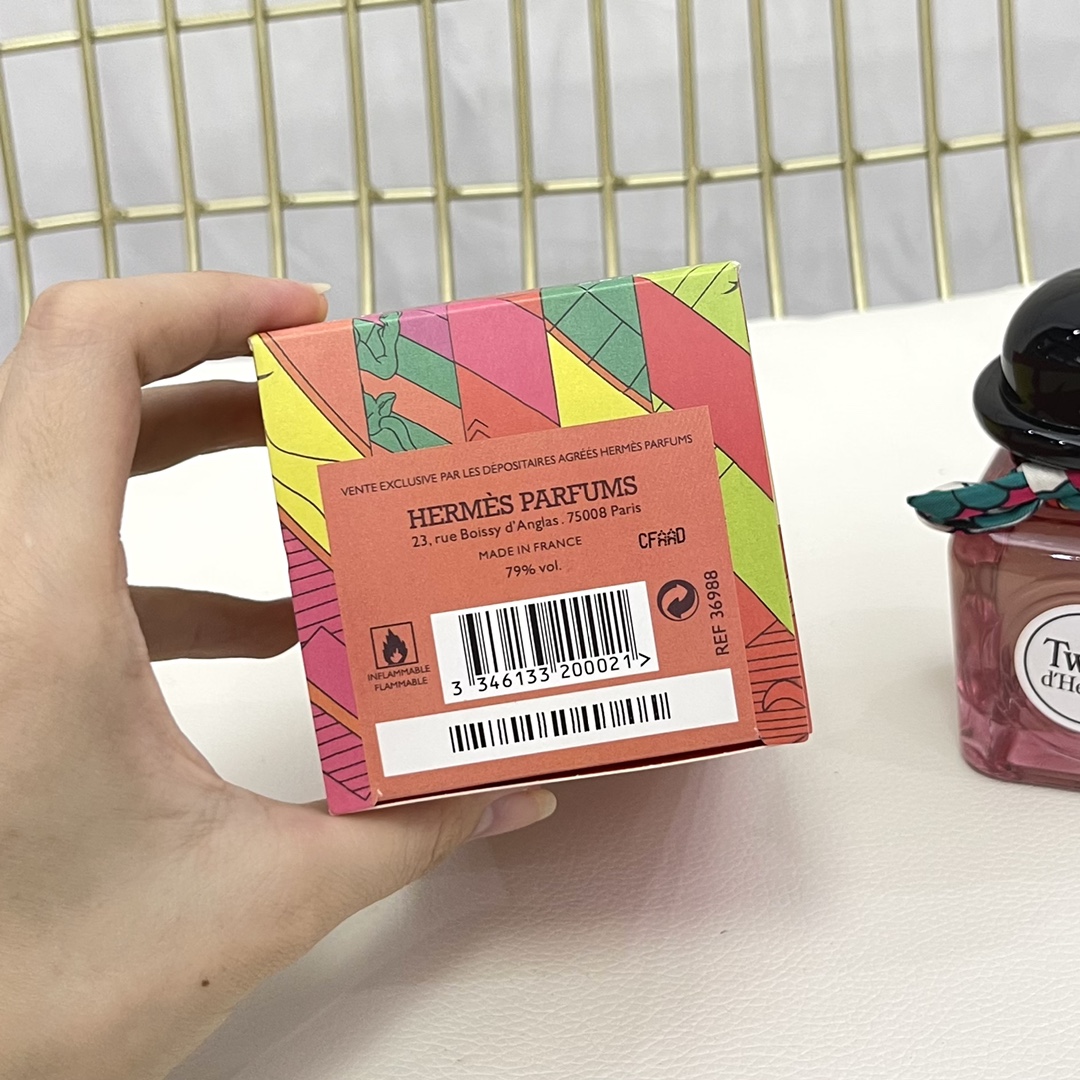 VENTE EXCLUSIVE PAR LES DÉPOSITAIRES AGRÉÉS HERMÈS PARFUMS
HERMÈS PARFUMS
23, rue Boissy d'Anglas . 75008 Paris
MADE IN FRANCE
79% vol.
CFAAD
REF 36988
INFLAMMABLE
FLAMMABLE
3 346133 200021 >
Tw
d'He